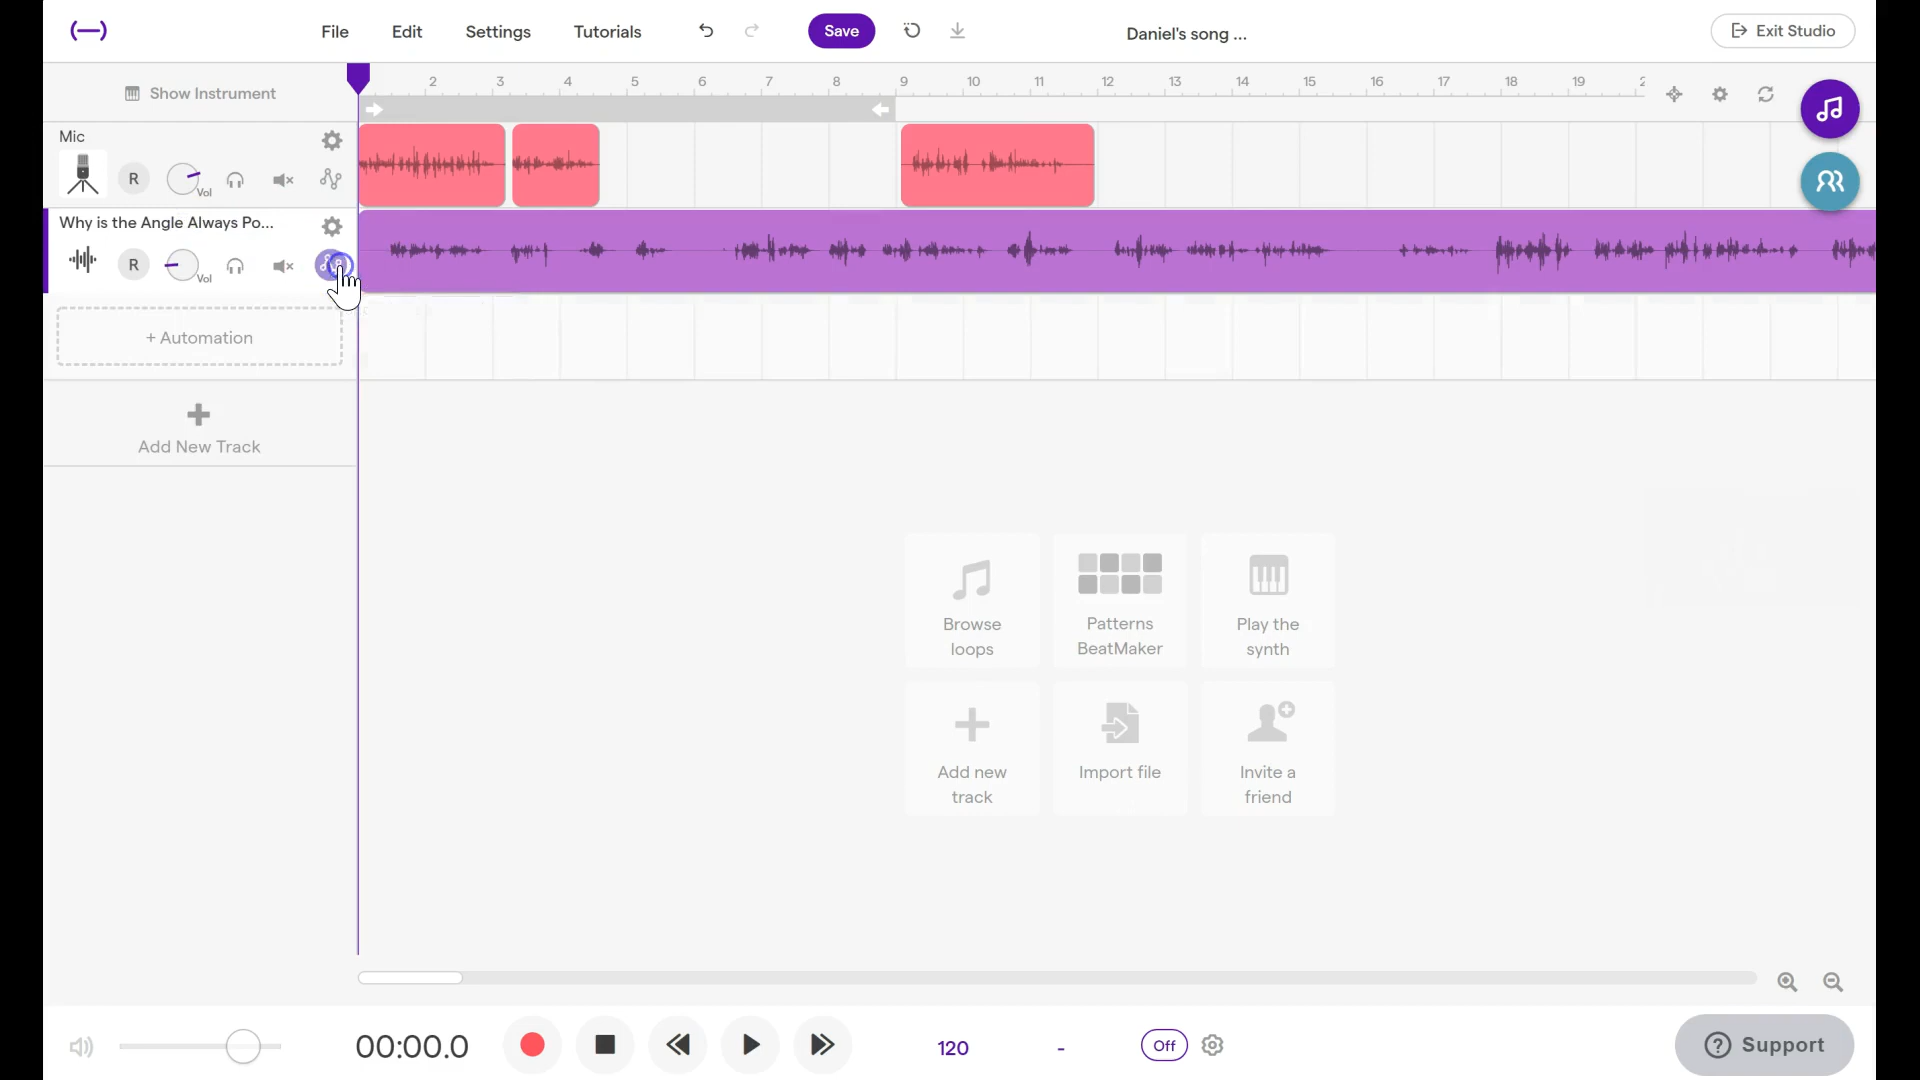 File Edit Settings Tutorials Save Daniel's song ... Exit Studio
Show Instrument
2 3 4 5 6 7 8 9 10 11 12 13 14 15 16 17 18 19
Mic
R Vol
Why is the Angle Always Po...
R Vol
+ Automation
Add New Track
Browse
loops
Patterns
BeatMaker
Play the
synth
Add new
track
Import file
Invite a
friend
00:00.0 120 - Off Support